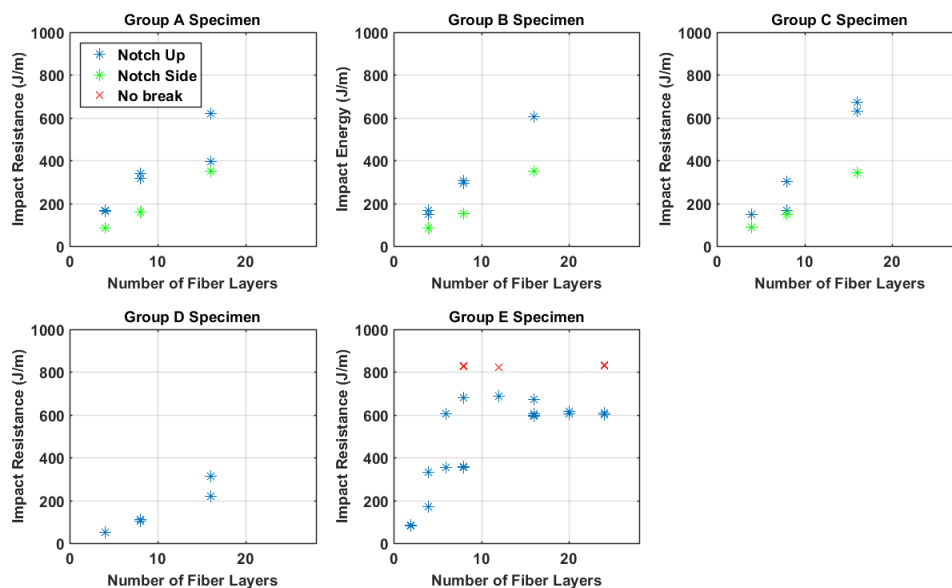 Group A Specimen
1000
800
600
400
200
0
0 10 20
Impact Resistance (J/m)
Number of Fiber Layers
Notch Up
Notch Side
No break
Group B Specimen
1000
800
600
400
200
0
0 10 20
Impact Energy (J/m)
Number of Fiber Layers
Group C Specimen
1000
800
600
400
200
0
0 10 20
Impact Resistance (J/m)
Number of Fiber Layers
Group D Specimen
1000
800
600
400
200
0
0 10 20
Impact Resistance (J/m)
Number of Fiber Layers
Group E Specimen
1000
800
600
400
200
0
0 10 20
Impact Resistance (J/m)
Number of Fiber Layers